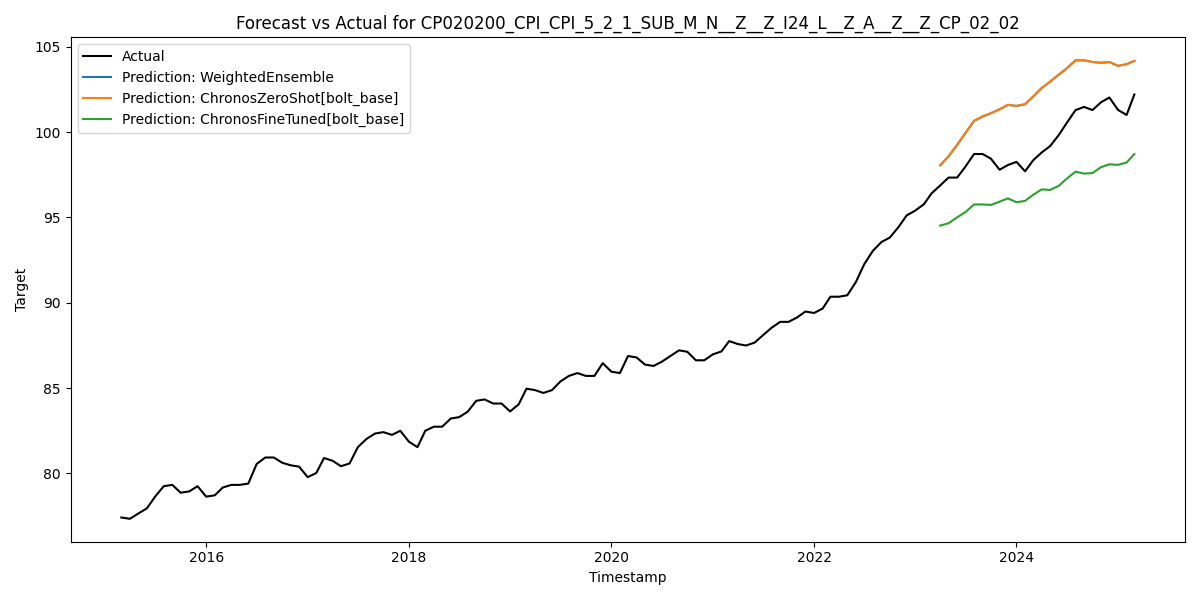 Forecast vs Actual for CP020200_CPI_CPI_5_2_1_SUB_M_N__Z__Z_I24_L__Z_A__Z__Z_CP_02_02
Actual
Prediction: WeightedEnsemble
Prediction: ChronosZeroShot[bolt_base]
Prediction: ChronosFineTuned[bolt_base]
105
100
95
90
85
80
Target
2016 2018 2020 2022 2024
Timestamp